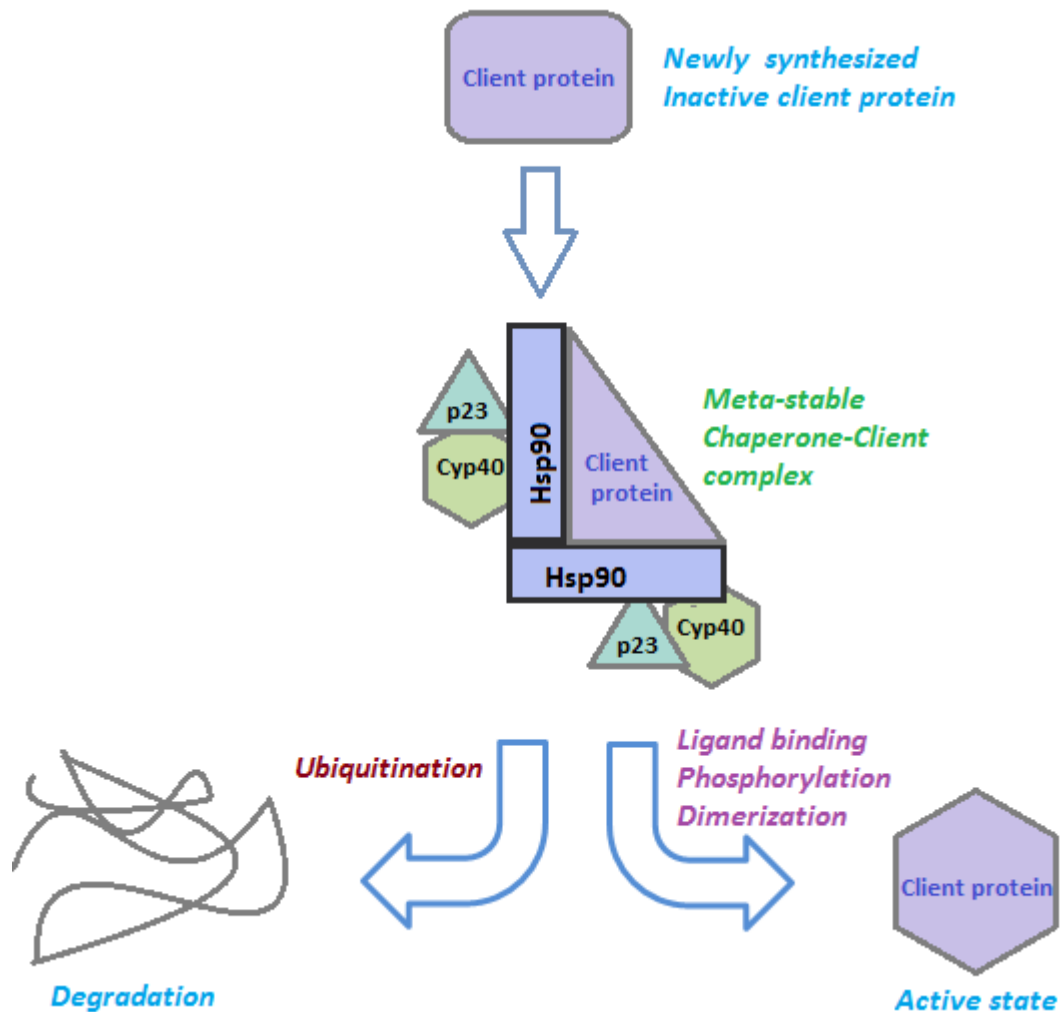 Client protein
Newly synthesized
Inactive client protein
p23
Cyp40
Hsp90
Client
protein
Meta-stable
Chaperone-Client
complex
Hsp90
p23
Cyp40
Ubiquitination
Ligand binding
Phosphorylation
Dimerization
Client protein
Degradation
Active state